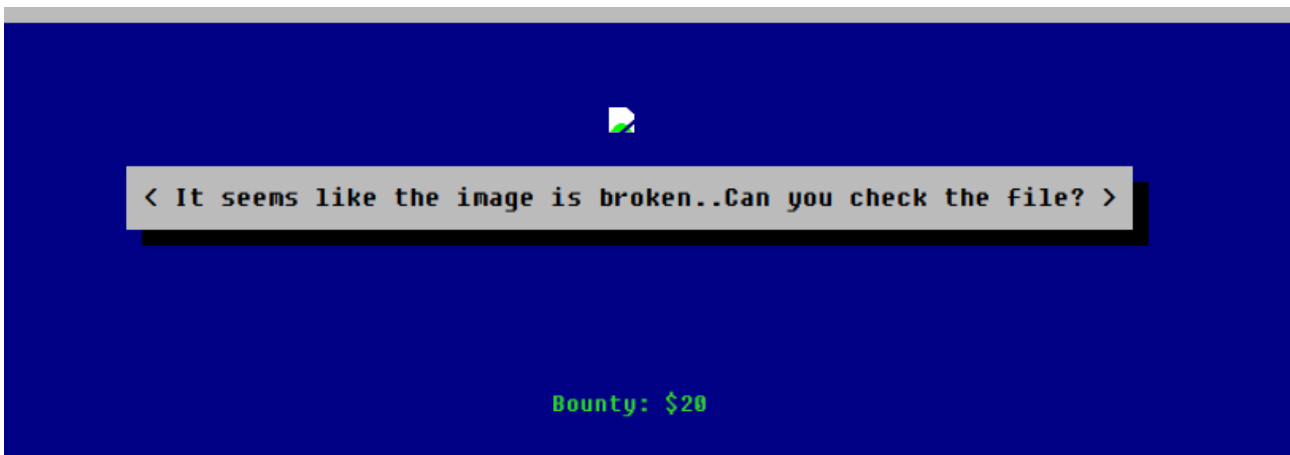 < It seems like the image is broken..Can you check the file? >
Bounty: $20